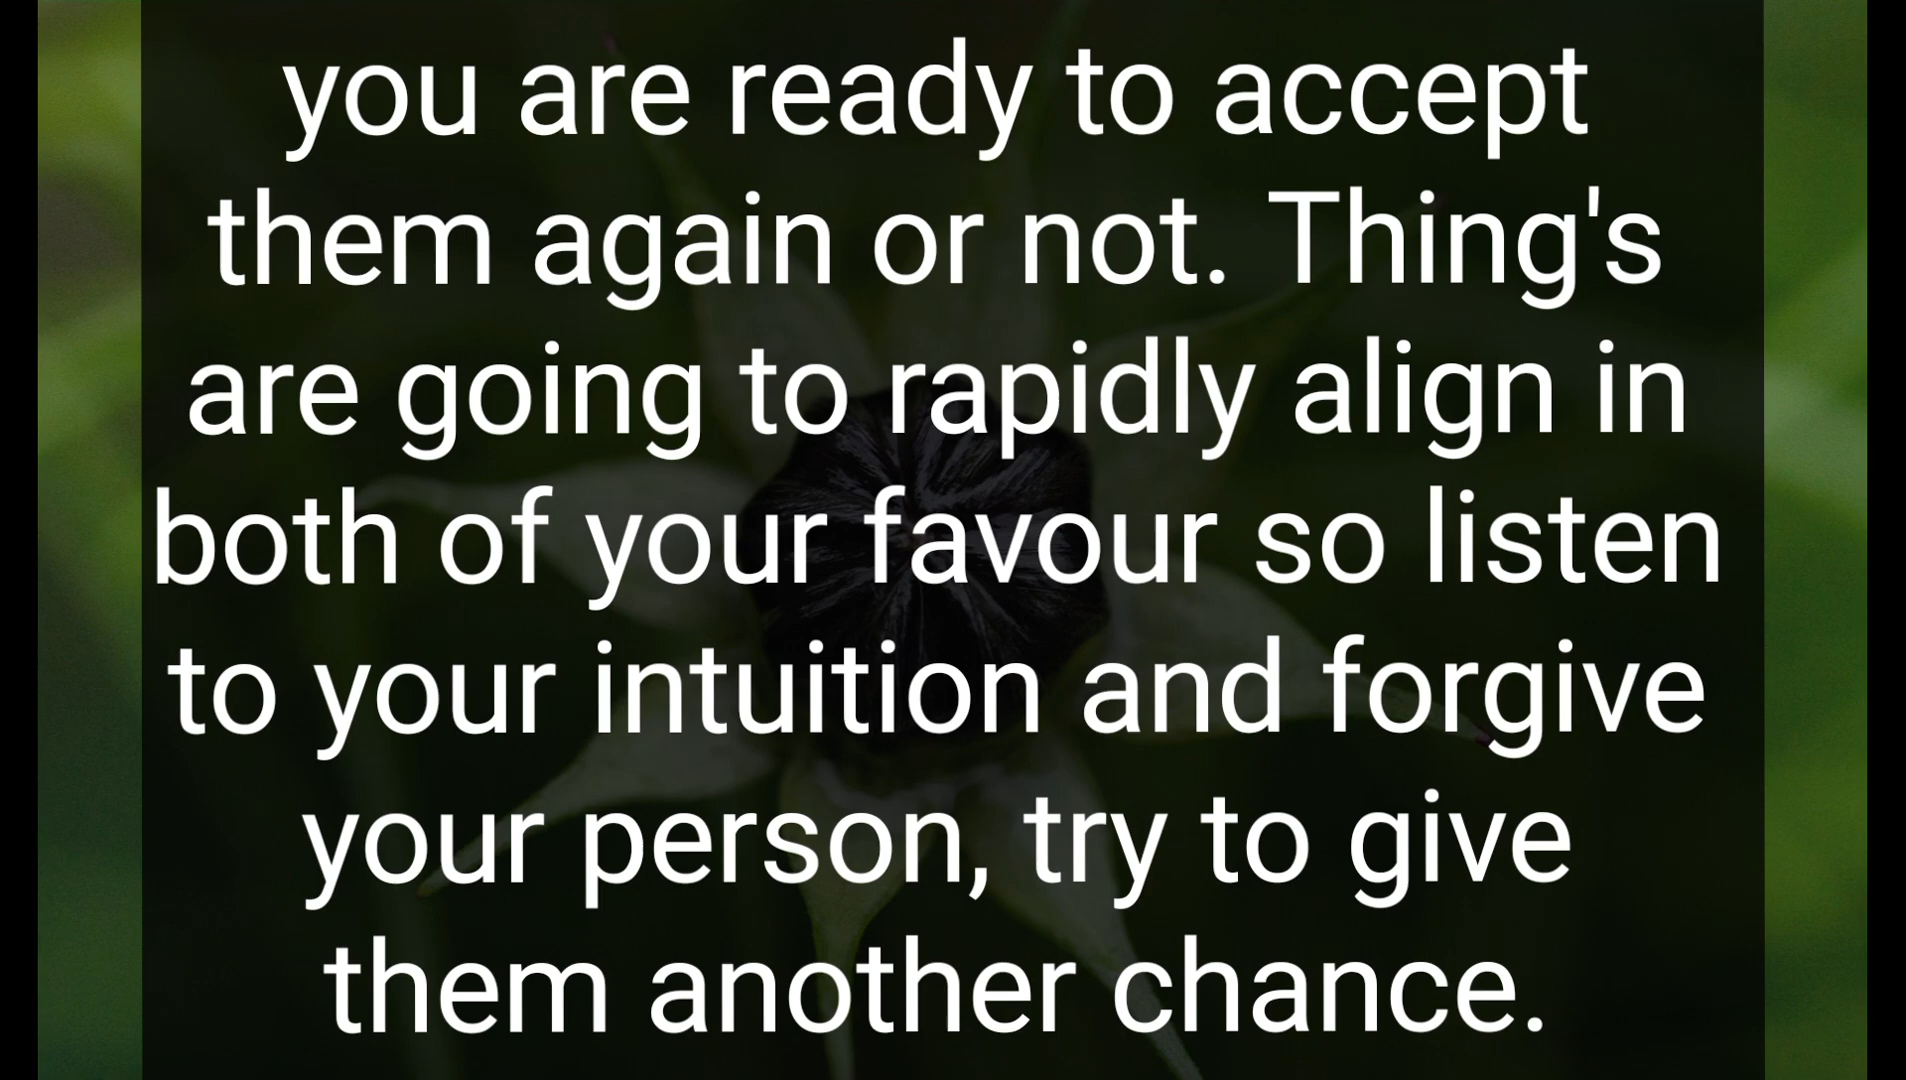 you are ready to accept
them again or not. Thing's
are going to rapidly align in
both of your favour so listen
to your intuition and forgive
your person, try to give
them another chance.